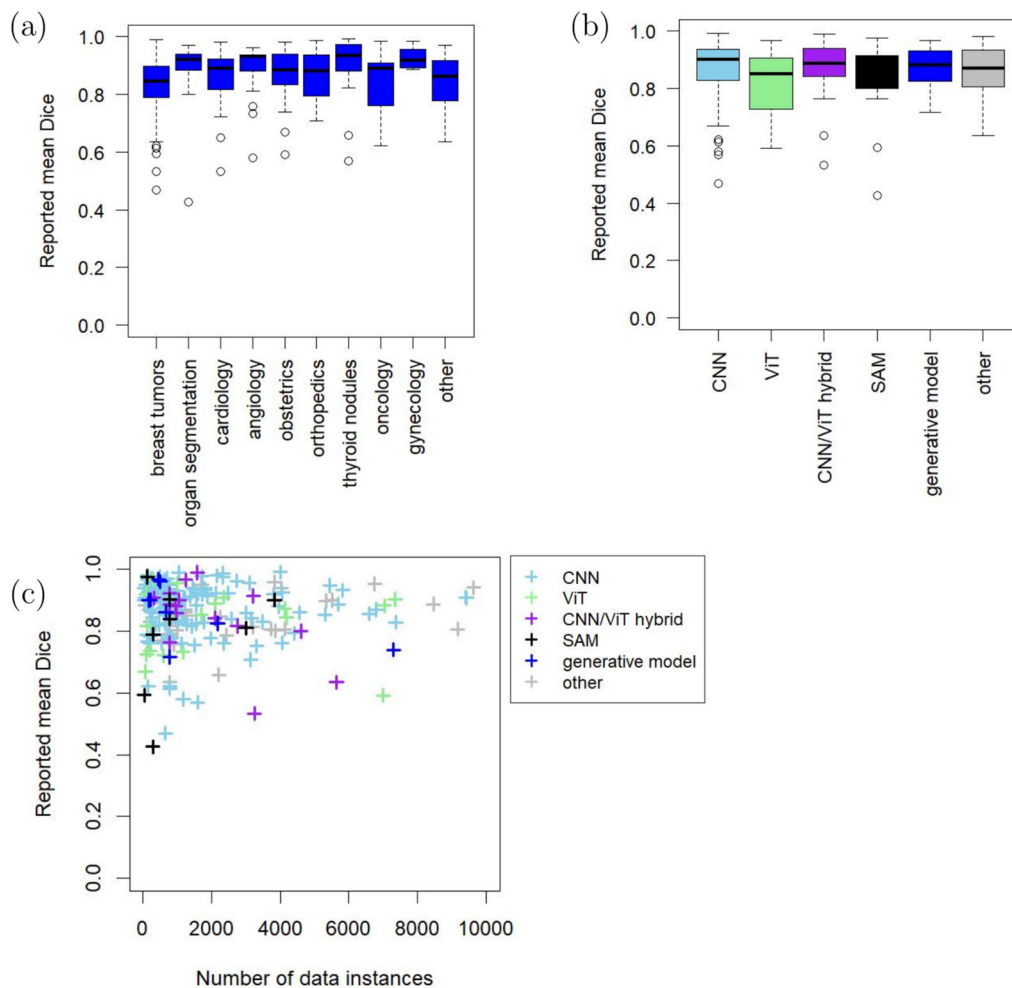 (a)
Reported mean Dice
1.0
0.8
0.6
0.4
0.2
0.0
breast tumors
organ segmentation
cardiology
angiology
obstetrics
orthopedics
thyroid nodules
oncology
gynecology
other
(b)
Reported mean Dice
1.0
0.8
0.6
0.4
0.2
0.0
CNN
ViT
CNN/ViT hybrid
SAM
generative model
other
(c)
Reported mean Dice
1.0
0.8
0.6
0.4
0.2
0.0
0 2000 4000 6000 8000 10000
Number of data instances
CNN
ViT
CNN/ViT hybrid
SAM
generative model
other